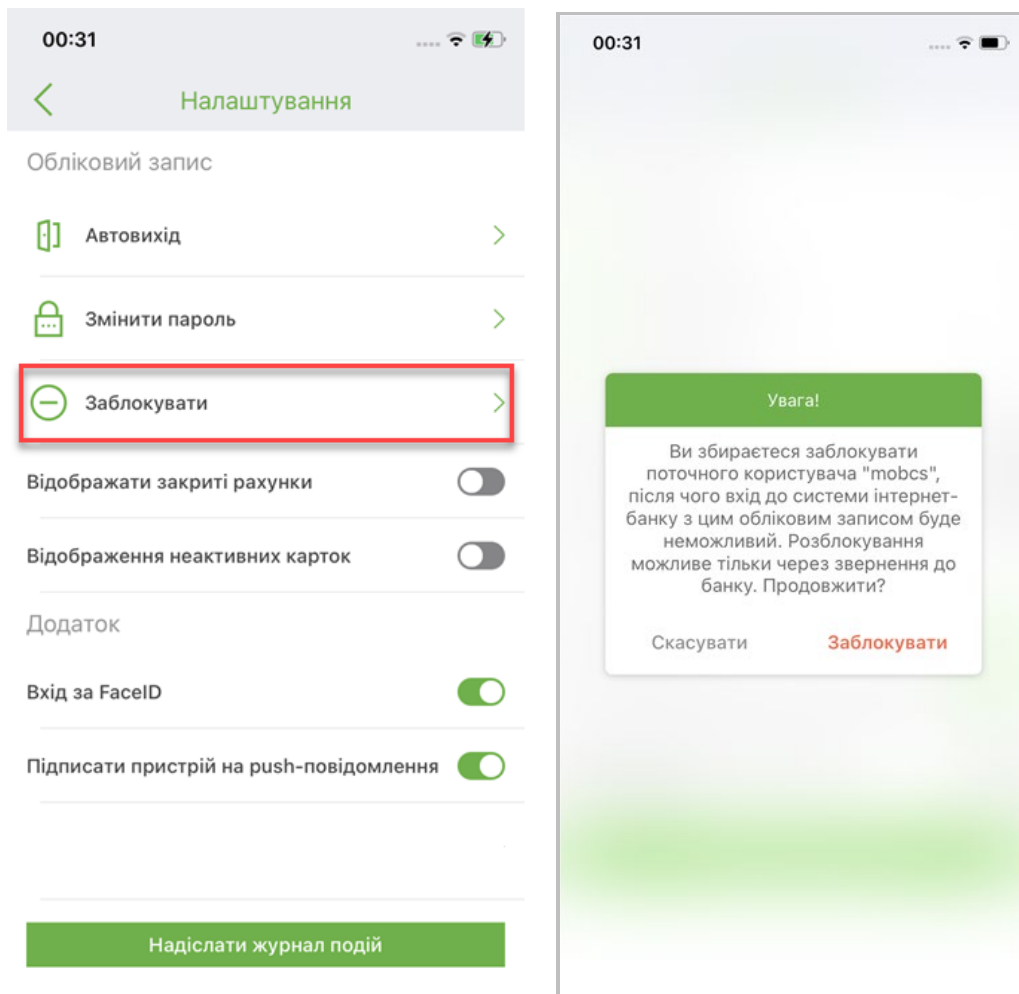 00:31
Налаштування
Обліковий запис
Автовихід
Змінити пароль
Заблокувати
Відображати закриті рахунки
Відображення неактивних карток
Додаток
Вхід за FaceID
Підписати пристрій на push-повідомлення
Надіслати журнал подій
00:31
Увага!
Ви збираєтеся заблокувати
поточного користувача "mobcs",
після чого вхід до системи інтернет-
банку з цим обліковим записом буде
неможливий. Розблокування
можливе тільки через звернення до
банку. Продовжити?
Скасувати Заблокувати